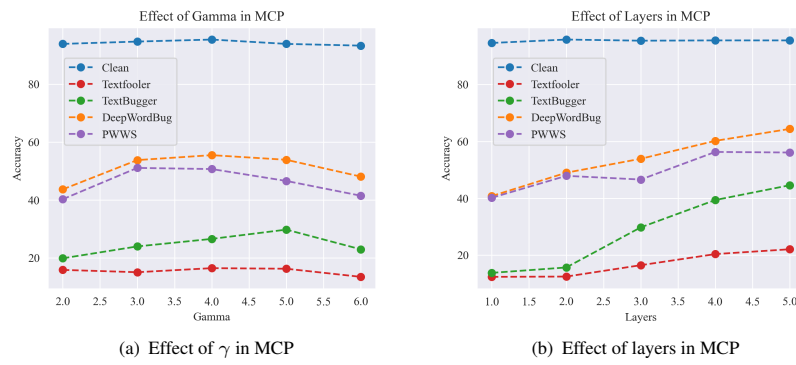 Effect of Gamma in MCP
Clean
Textfooler
TextBugger
DeepWordBug
PWWS
Accuracy
80
60
40
20
2.0 2.5 3.0 3.5 4.0 4.5 5.0 5.5 6.0
Gamma
(a) Effect of γ in MCP
Effect of Layers in MCP
Clean
Textfooler
TextBugger
DeepWordBug
PWWS
Accuracy
80
60
40
20
1.0 1.5 2.0 2.5 3.0 3.5 4.0 4.5 5.0
Layers
(b) Effect of layers in MCP